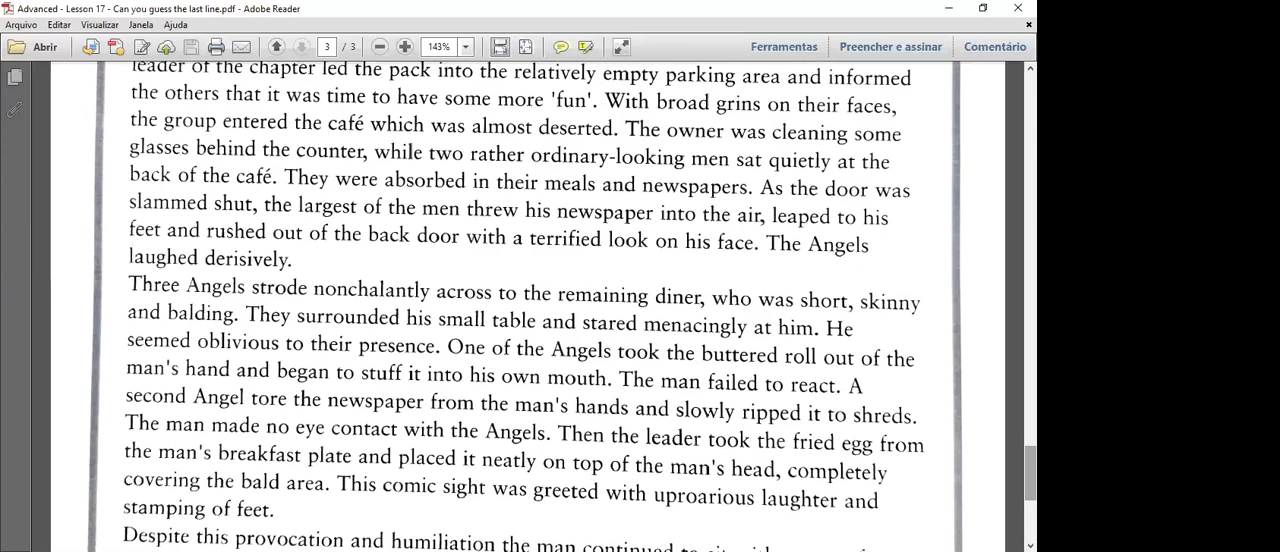 Advanced - Lesson 17 - Can you guess the last line.pdf - Adobe Reader
Arquivo Editar Visualizar Janela Ajuda
Abrir 3 / 3 143% Ferramentas Preencher e assinar Comentário
leader of the chapter led the pack into the relatively empty parking area and informed
the others that it was time to have some more 'fun'. With broad grins on their faces,
the group entered the café which was almost deserted. The owner was cleaning some
glasses behind the counter, while two rather ordinary-looking men sat quietly at the
back of the café. They were absorbed in their meals and newspapers. As the door was
slammed shut, the largest of the men threw his newspaper into the air, leaped to his
feet and rushed out of the back door with a terrified look on his face. The Angels
laughed derisively.
Three Angels strode nonchalantly across to the remaining diner, who was short, skinny
and balding. They surrounded his small table and stared menacingly at him. He
seemed oblivious to their presence. One of the Angels took the buttered roll out of the
man's hand and began to stuff it into his own mouth. The man failed to react. A
second Angel tore the newspaper from the man's hands and slowly ripped it to shreds.
The man made no eye contact with the Angels. Then the leader took the fried egg from
the man's breakfast plate and placed it neatly on top of the man's head, completely
covering the bald area. This comic sight was greeted with uproarious laughter and
stamping of feet.
Despite this provocation and humiliation the man continued to sit